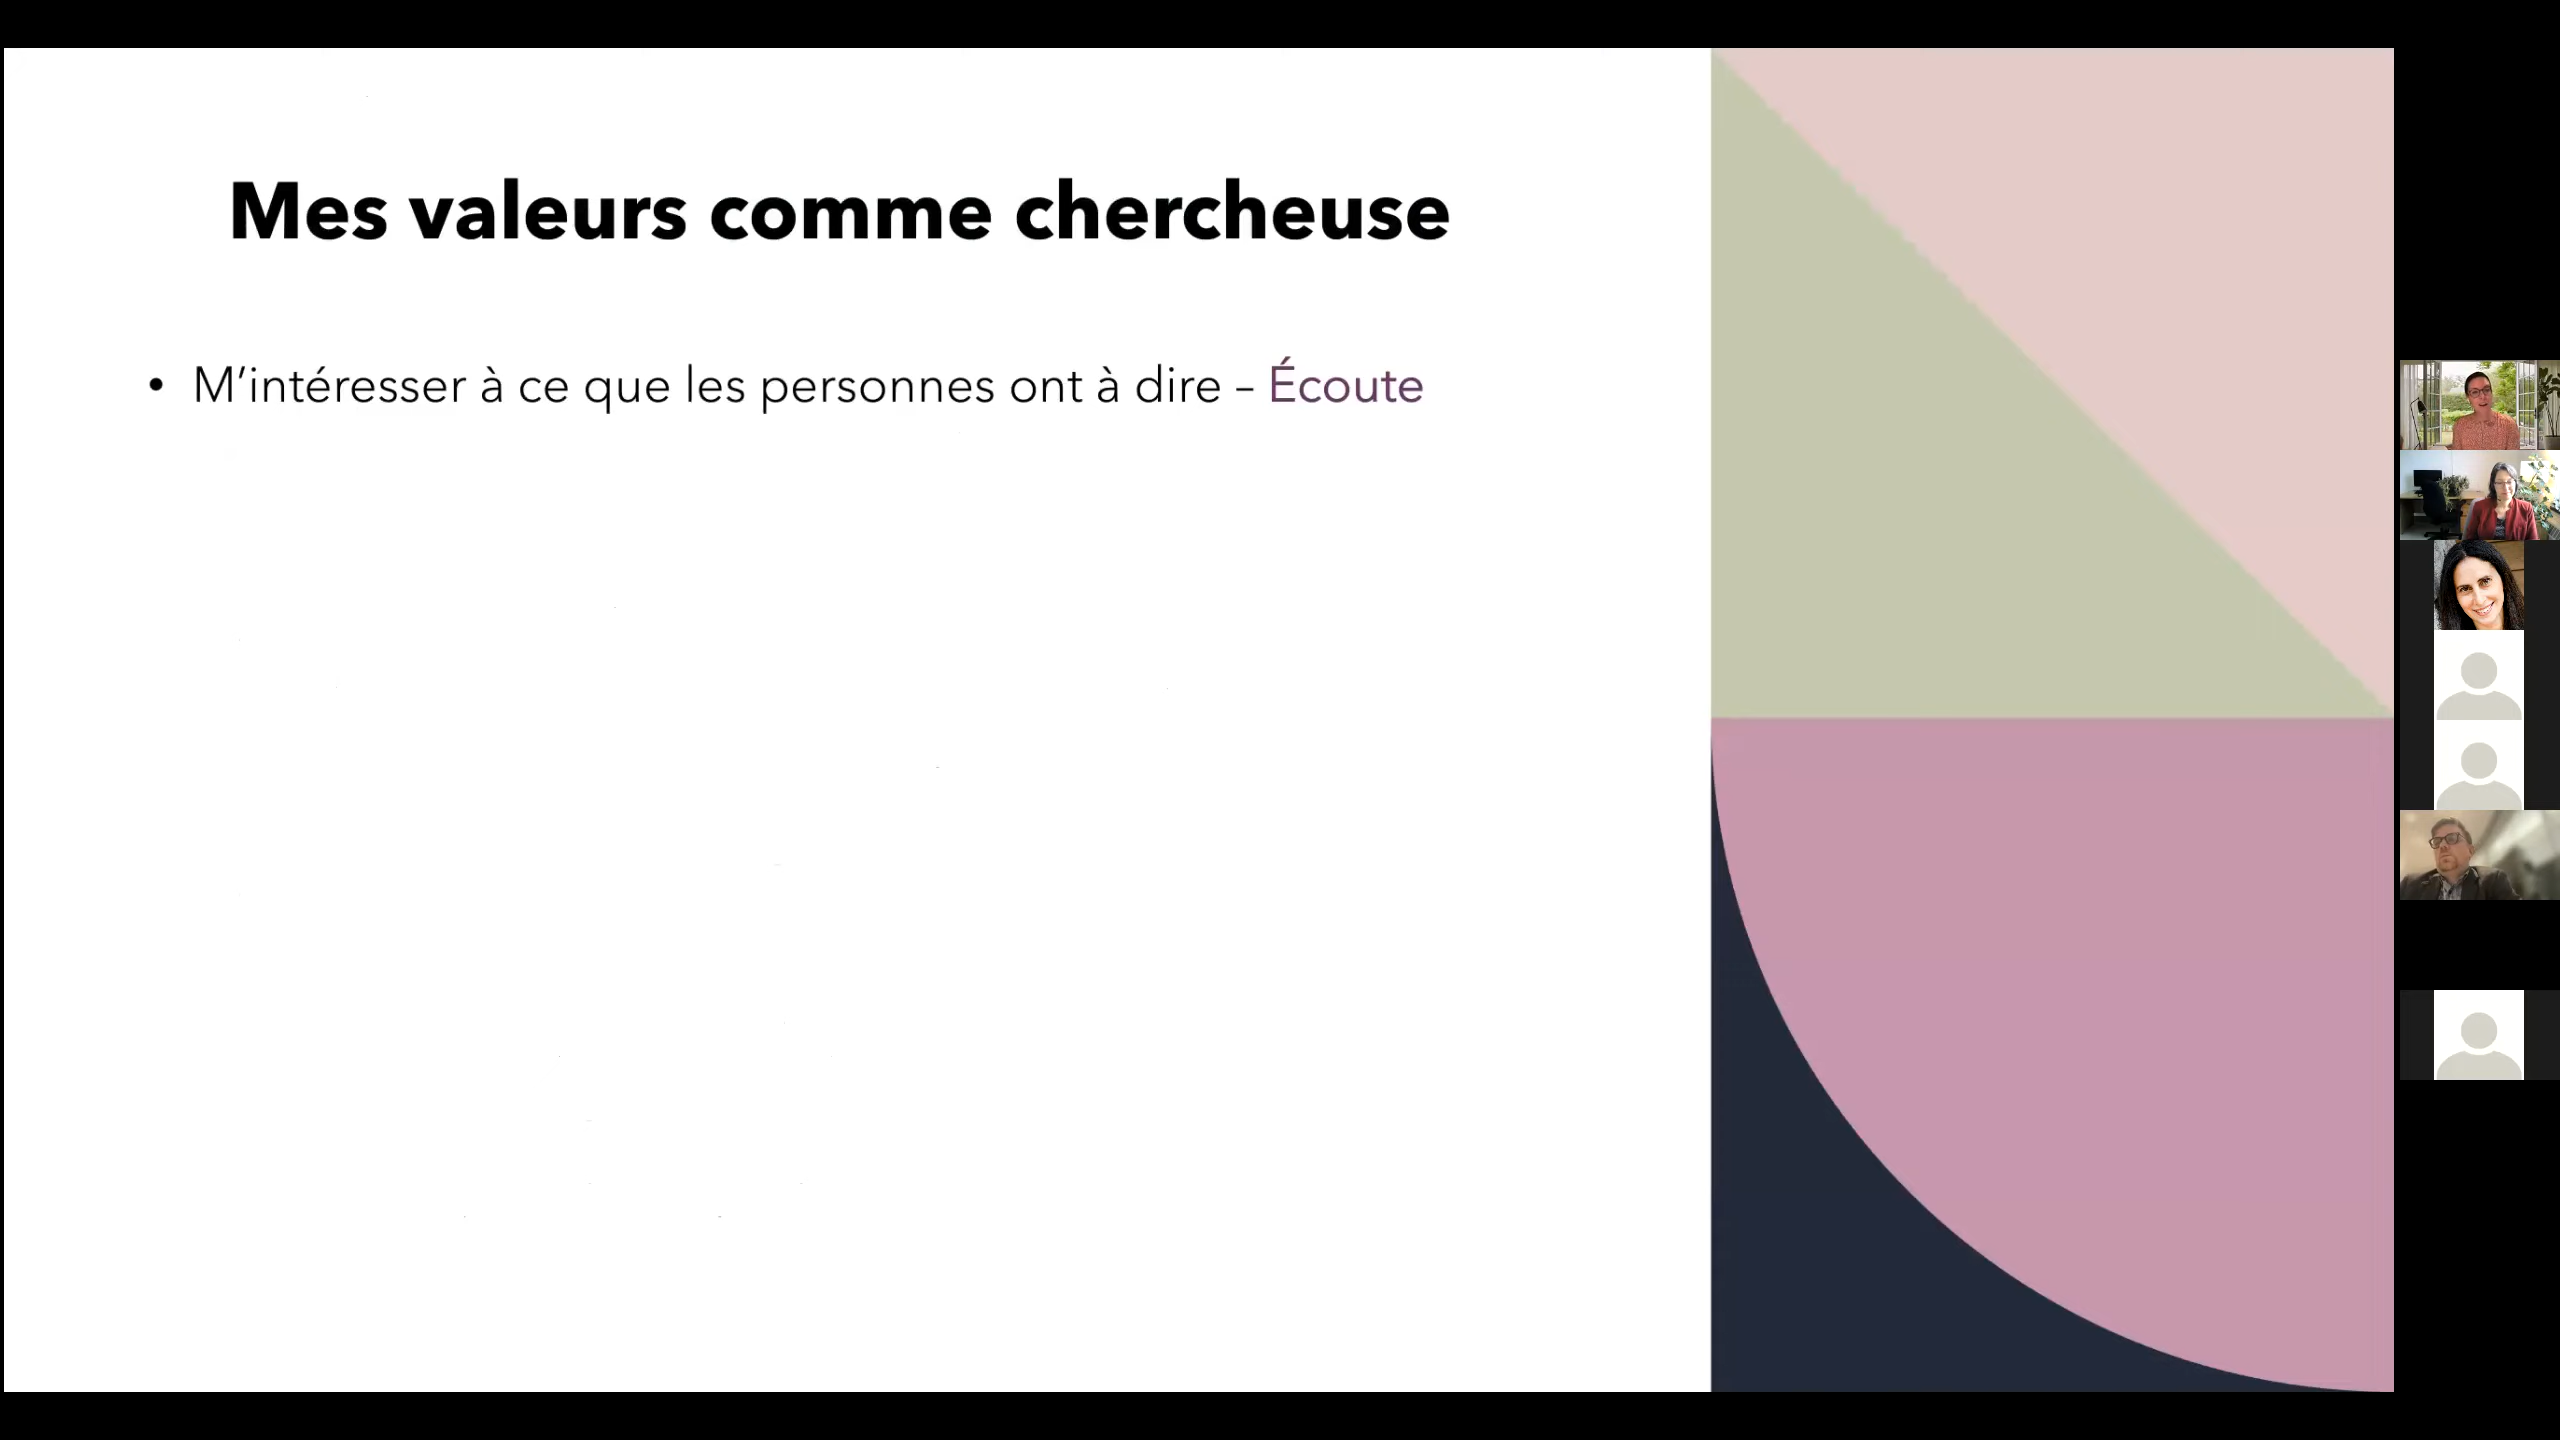 Mes valeurs comme chercheuse
• M’intéresser à ce que les personnes ont à dire – Écoute